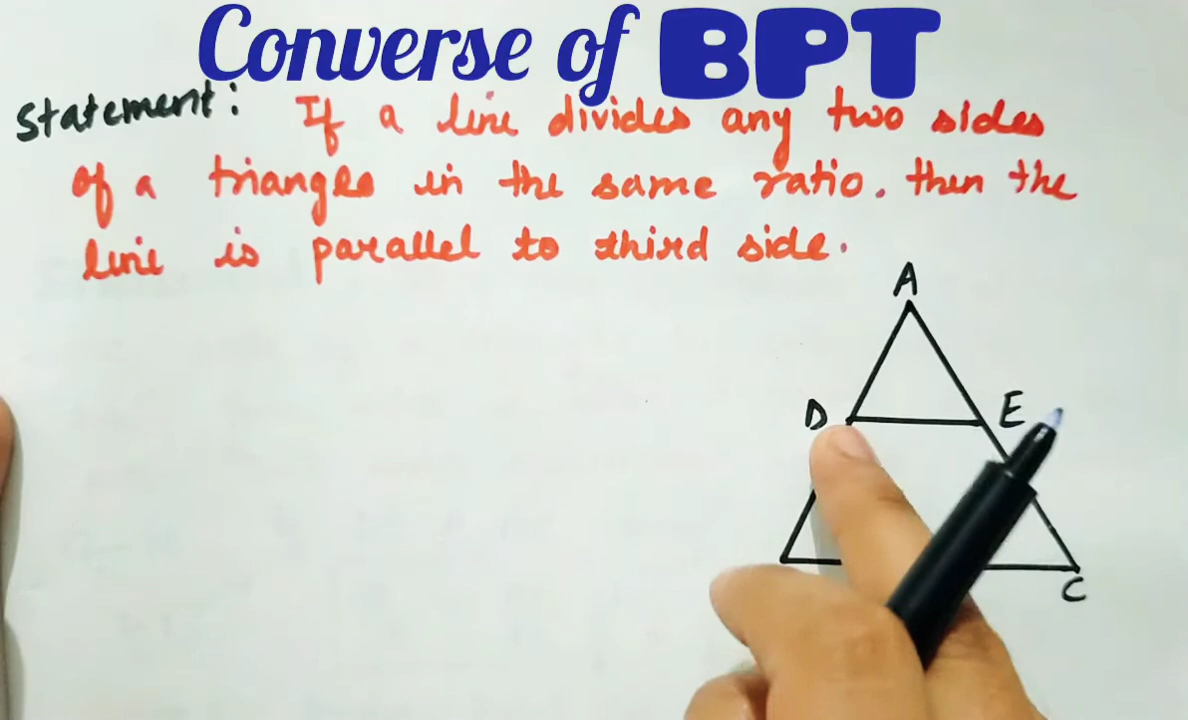 Converse of BPT
Statement: If a line divides any two sides
of a triangles in the same ratio. then the
line is parallel to third side.
A
D E
C